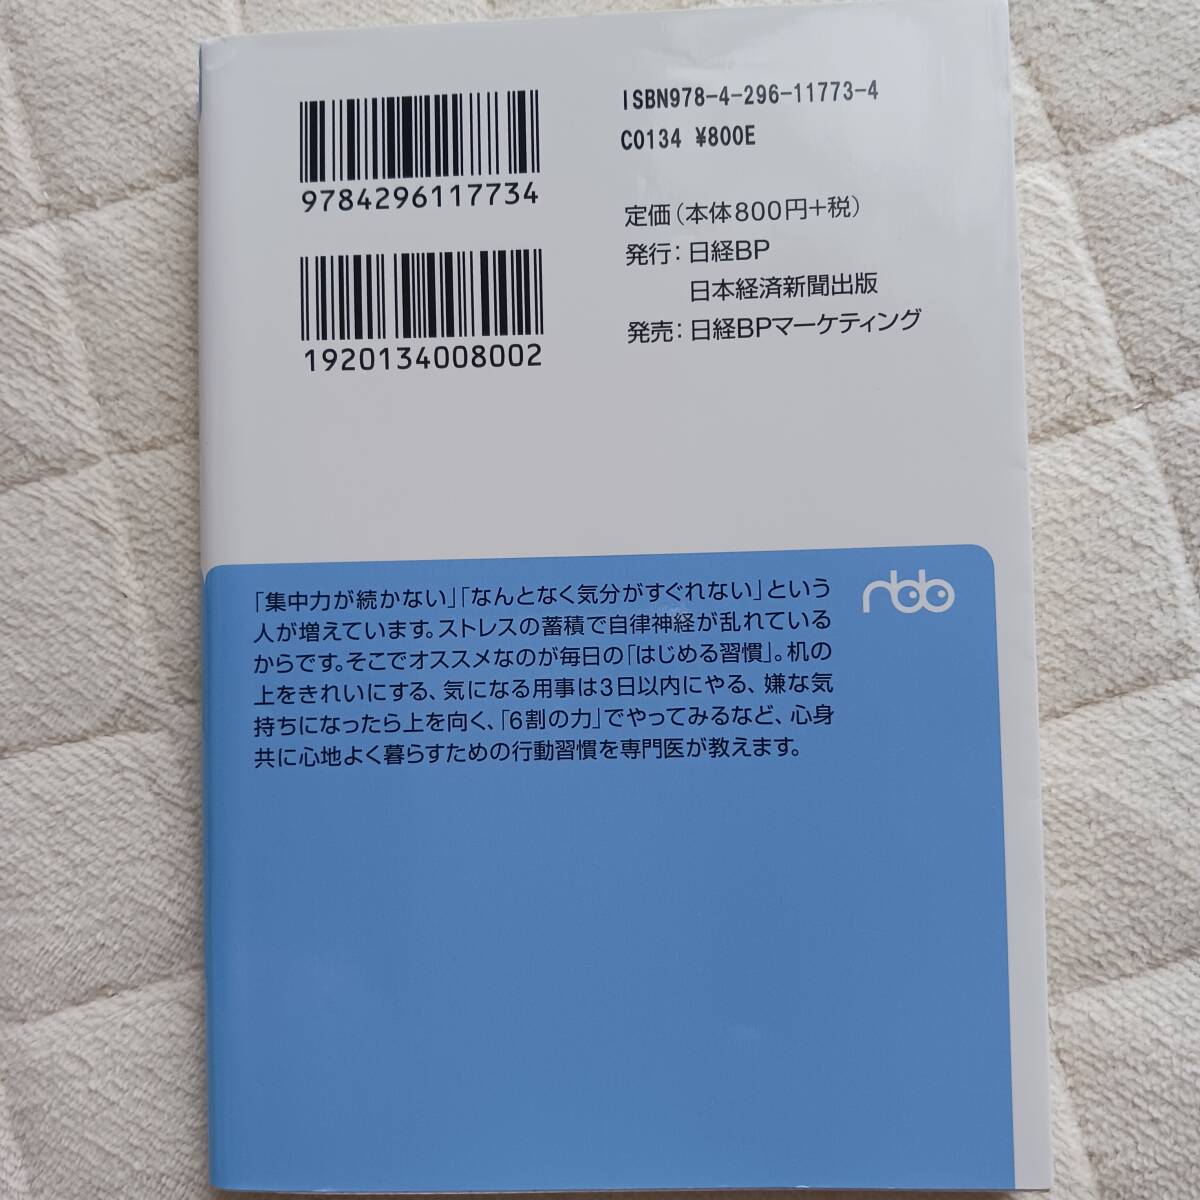 9784296117734
1920134008002
ISBN978-4-296-11773-4
C0134 ¥800E
定価(本体800円+税)
発行:日経BP
日本経済新聞出版
発売:日経BPマーケティング
nbb
「集中力が続かない」「なんとなく気分がすぐれない」という
人が増えています。ストレスの蓄積で自律神経が乱れている
からです。そこでオススメなのが毎日の「はじめる習慣」。机の
上をきれいにする、気になる用事は3日以内にやる、嫌な気
持ちになったら上を向く、「6割の力」でやってみるなど、心身
共に心地よく暮らすための行動習慣を専門医が教えます。